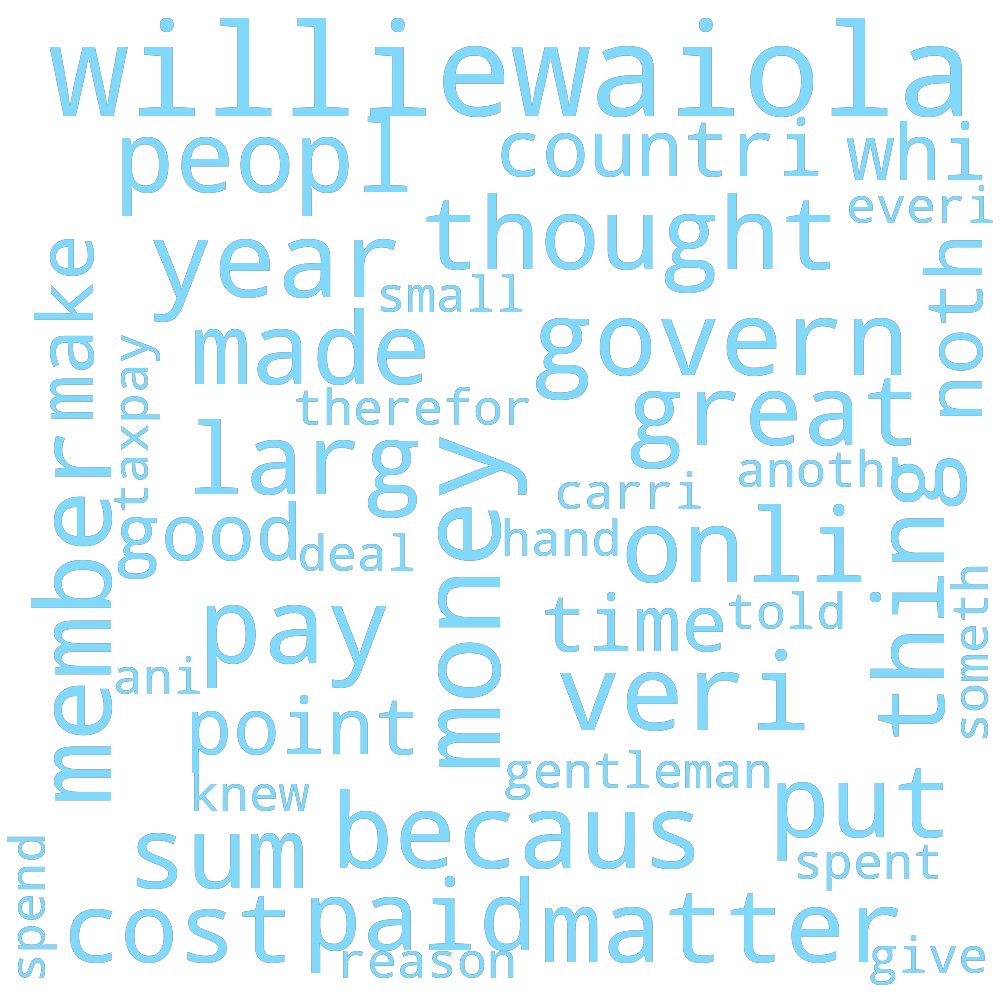 williewaiola
peopl
countri
whi
everi
thought
year
small
noth
make
made
govern
taxpay
therefor
great
larg
money
anoth
carri
thing
member
good
deal
hand
onli
pay
time
told
someth
ani
veri
point
gentleman
knew
put
becaus
sum
spent
spend
cost
paid
matter
reason
give